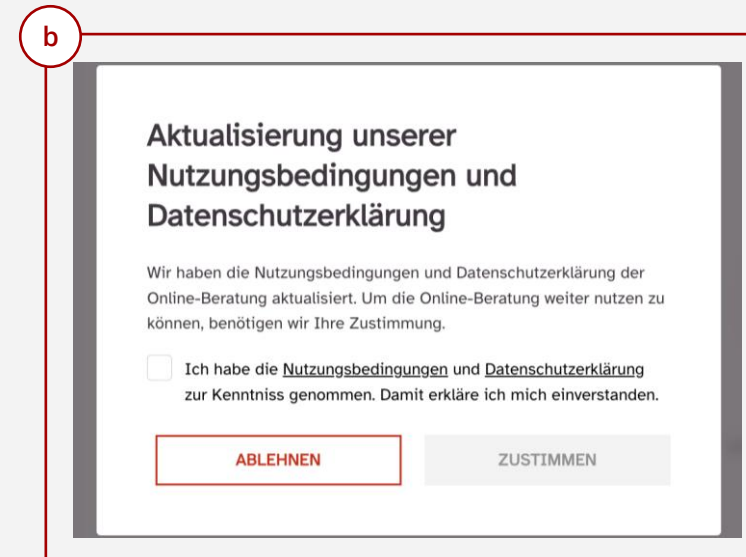 b
Aktualisierung unserer
Nutzungsbedingungen und
Datenschutzerklärung
Wir haben die Nutzungsbedingungen und Datenschutzerklärung der
Online-Beratung aktualisiert. Um die Online-Beratung weiter nutzen zu
können, benötigen wir Ihre Zustimmung.
Ich habe die Nutzungsbedingungen und Datenschutzerklärung
zur Kenntniss genommen. Damit erkläre ich mich einverstanden.
ABLEHNEN ZUSTIMMEN